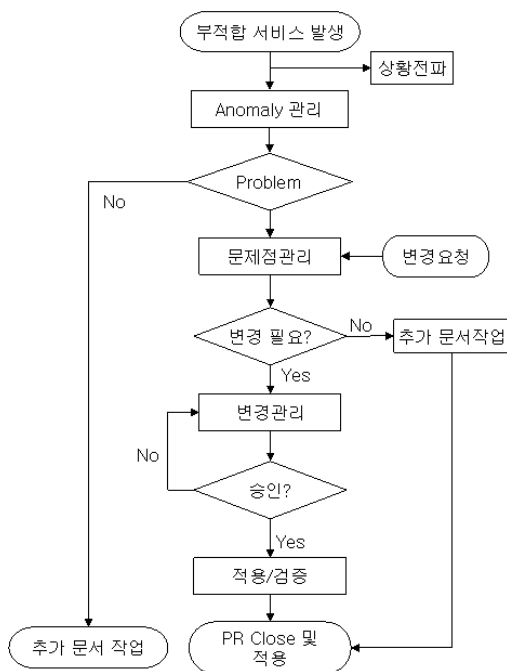 부적합 서비스 발생
상황전파
Anomaly 관리
Problem
No
문제점관리
변경요청
변경 필요?
No
추가 문서작업
Yes
변경관리
No
승인?
Yes
적용/검증
추가 문서 작업
PR Close 및
적용